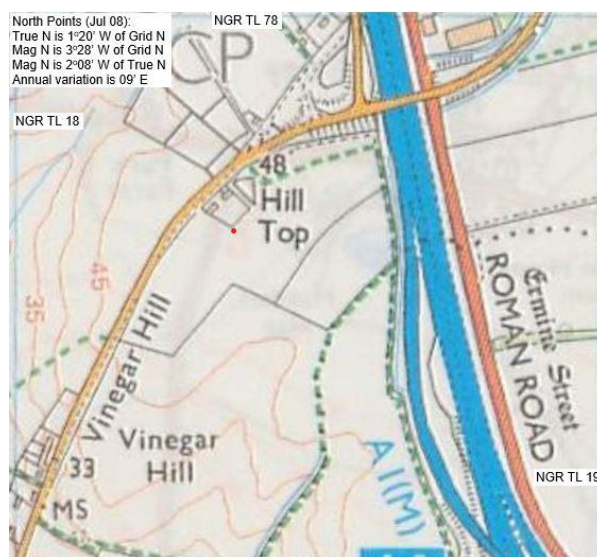 North Points (Jul 08):
True N is 1°20' W of Grid N
Mag N is 3°28' W of Grid N
Mag N is 2°08' W of True N
Annual variation is 09' E
NGR TL 78
CP
NGR TL 18
48
Hill
Top
45
35
Vinegar Hill
Ermine Street
ROMAN ROAD
Vinegar
Hill
33
MS
A1(M)
NGR TL 19